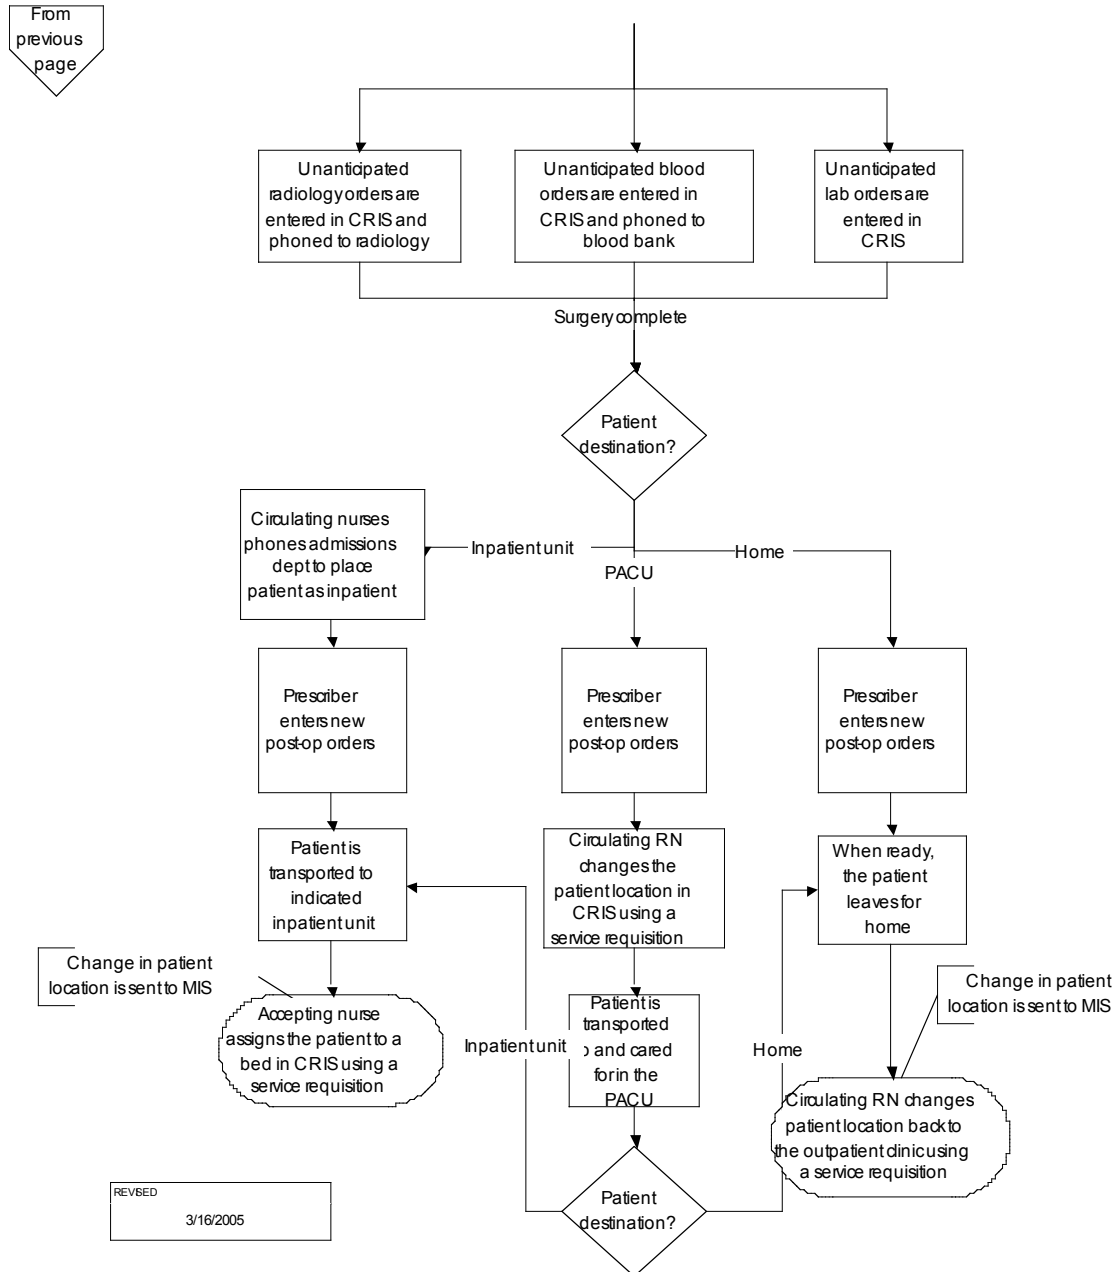 From
previous
page
Unanticipated
radiology orders are
entered in CRIS and
phoned to radiology
Unanticipated blood
orders are entered in
CRIS and phoned to
blood bank
Unanticipated
lab orders are
entered in
CRIS
Surgery complete
Patient
destination?
Circulating nurses
phones admissions
dept to place
patient as inpatient
Inpatient unit
PACU
Home
Prescriber
enters new
post-op orders
Prescriber
enters new
post-op orders
Prescriber
enters new
post-op orders
Patient is
transported to
indicated
inpatient unit
Circulating RN
changes the
patient location in
CRIS using a
service requisition
When ready,
the patient
leaves for
home
Change in patient
location is sent to MIS
Accepting nurse
assigns the patient to a
bed in CRIS using a
service requisition
Inpatient unit
Patient is
transported
and cared
for in the
PACU
Home
Change in patient
location is sent to MIS
Circulating RN changes
patient location back to
the outpatient clinic using
a service requisition
REVISED
3/16/2005
Patient
destination?